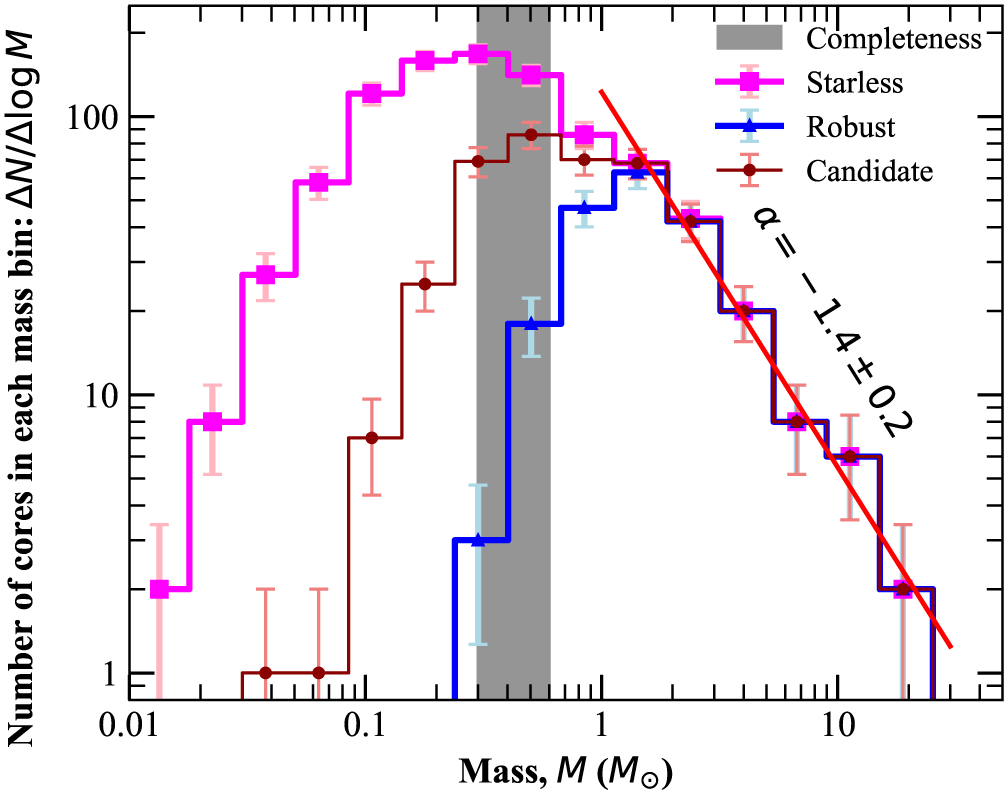 Number of cores in each mass bin: ΔN/ΔlogM
100
10
1
Completeness
Starless
Robust
Candidate
α = −1.4 ± 0.2
0.01 0.1 1 10
Mass, M (M⊙)